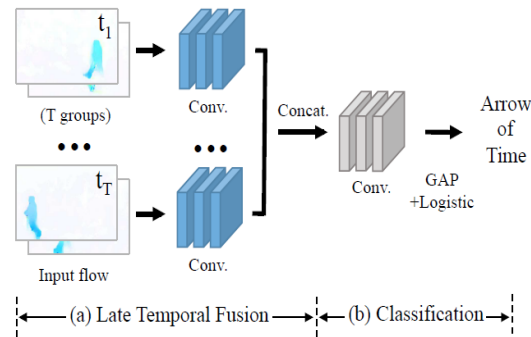 t1
(T groups)
Conv.
Concat.
Conv.
GAP
+Logistic
Arrow
of
Time
tT
Input flow
Conv.
(a) Late Temporal Fusion
(b) Classification